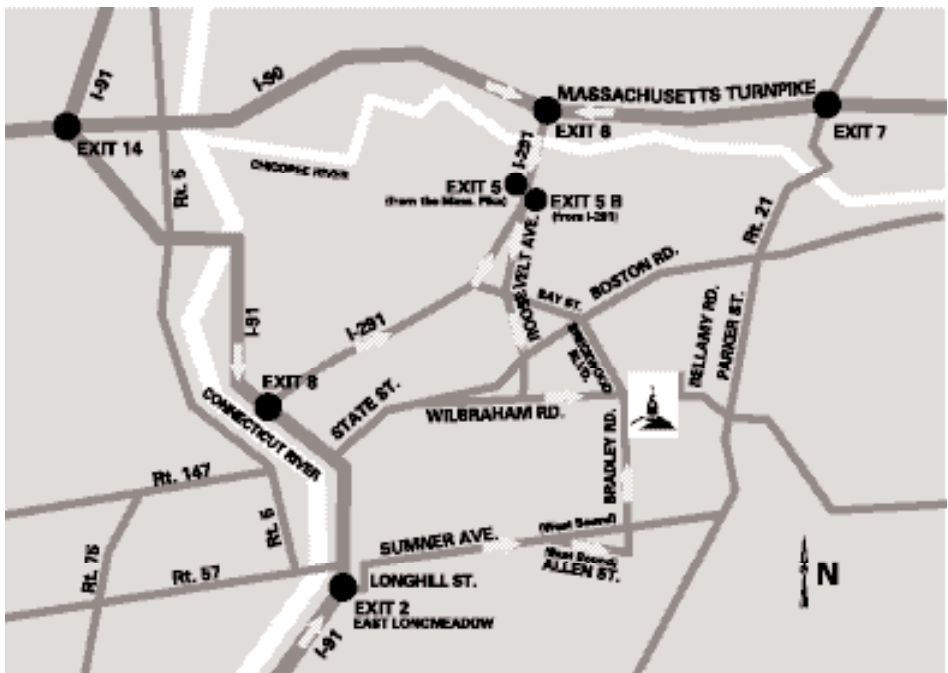 I-91
I-90
MASSACHUSETTS TURNPIKE
EXIT 14
EXIT 6
EXIT 7
CHICOPEE RIVER
I-291
Rt. 5
EXIT 5
(from the Mass. Pike)
EXIT 5 B
(from I-291)
Rt. 21
ROOSEVELT AVE.
BOSTON RD.
BAY ST.
I-91
I-291
BREckWOOD
BLVD.
BELLAMY RD.
PARKER ST.
EXIT 8
STATE ST.
WILBRAHAM RD.
CONNECTICUT RIVER
BRADLEY RD.
Rt. 147
Rt. 5
SUMNER AVE.
(West Bound)
(East Bound)
ALLEN ST.
Rt. 75
Rt. 57
LONGHILL ST.
N
EXIT 2
EAST LONGMEADOW
I-91